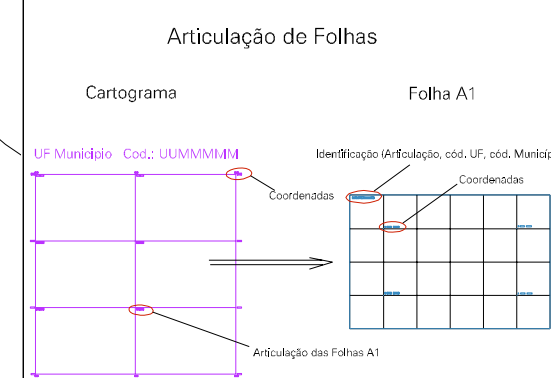 Articulação de Folhas
Cartograma
Folha A1
UF Municipio Cod.: UUMMMMM
Identificação (Articulação, cód. UF, cód. Municíp
Coordenadas
Coordenadas
Articulação das Folhas A1